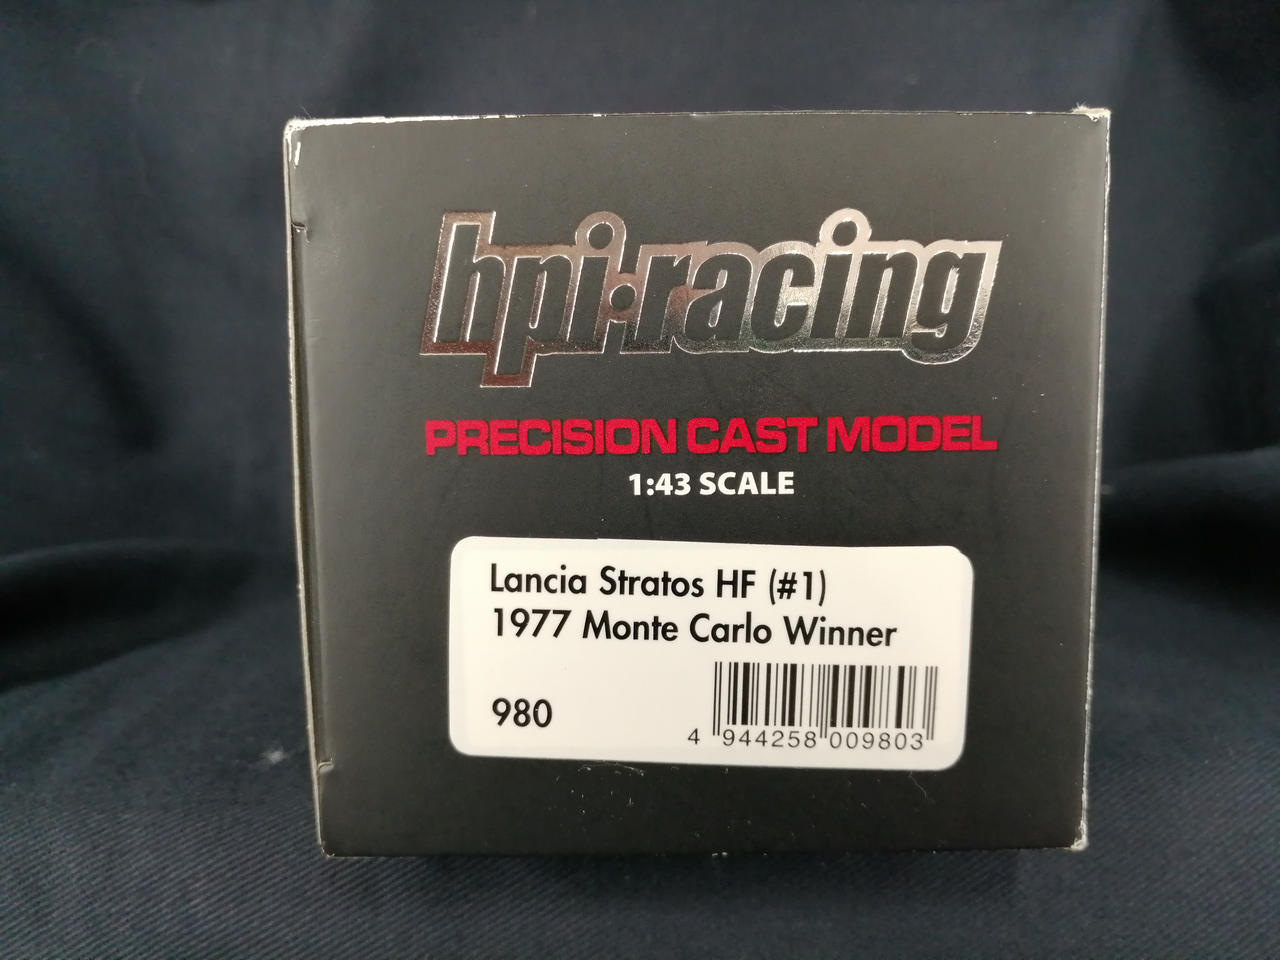 hpi·racing
PRECISION CAST MODEL
1:43 SCALE
Lancia Stratos HF (#1)
1977 Monte Carlo Winner
980
4 944258 009803